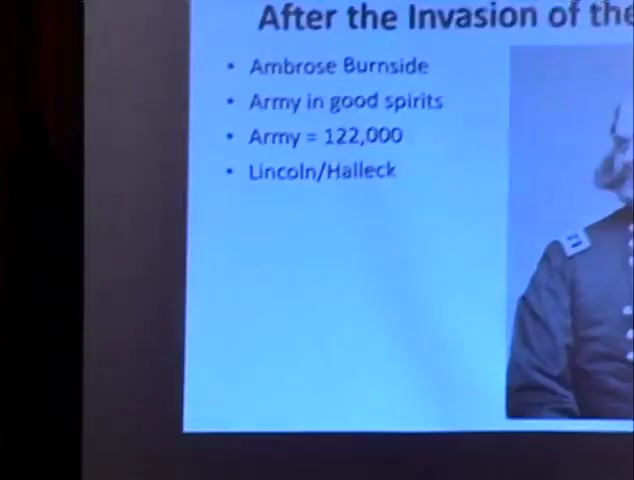 After the Invasion of the
• Ambrose Burnside
• Army in good spirits
• Army = 122,000
• Lincoln/Halleck